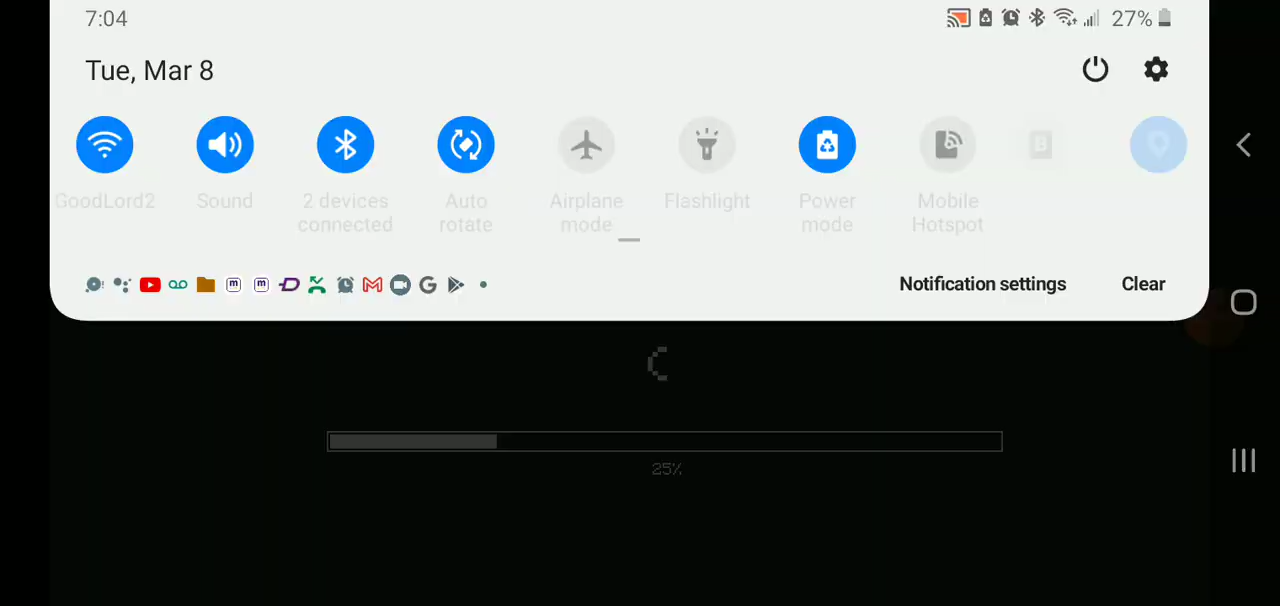 7:04 27%
Tue, Mar 8
GoodLord2 Sound 2 devices connected Auto rotate Airplane mode Flashlight Power mode Mobile Hotspot
Notification settings Clear
25%